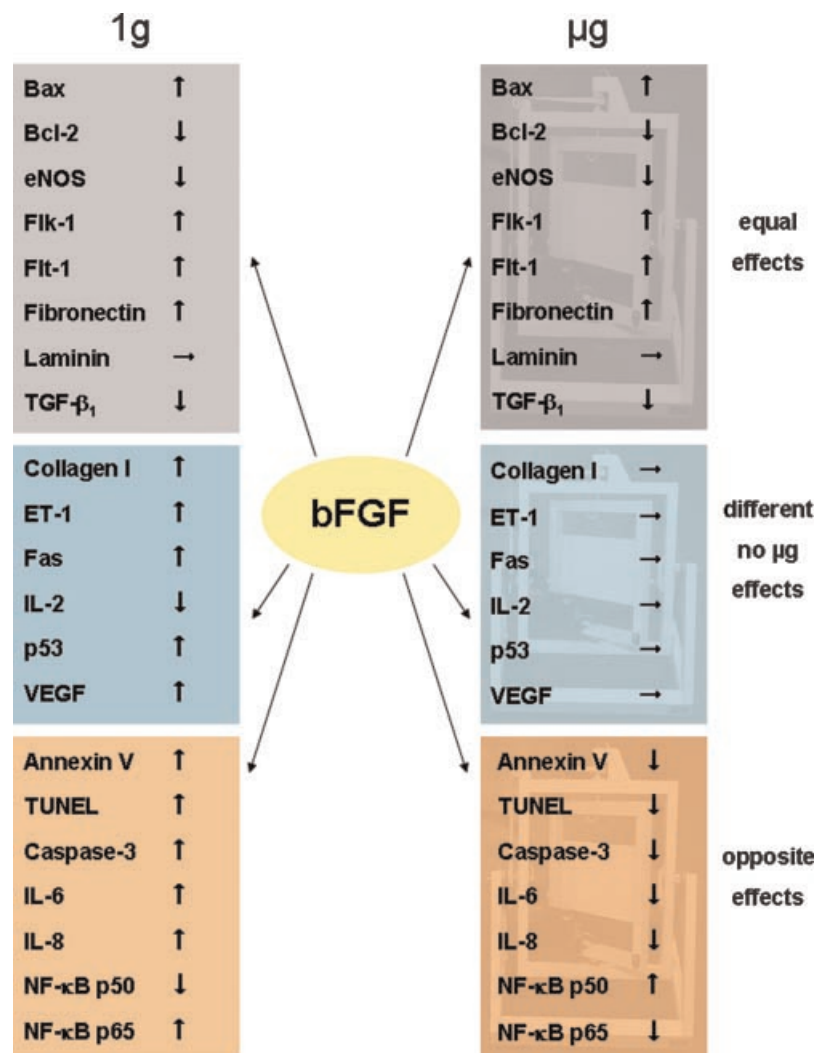 1g
µg
Bax ↑
Bcl-2 ↓
eNOS ↓
Flk-1 ↑
Flt-1 ↑
Fibronectin ↑
Laminin →
TGF-β₁ ↓
Bax ↑
Bcl-2 ↓
eNOS ↓
Flk-1 ↑
Flt-1 ↑
Fibronectin ↑
Laminin →
TGF-β₁ ↓
equal
effects
bFGF
Collagen I ↑
ET-1 ↑
Fas ↑
IL-2 ↓
p53 ↑
VEGF ↑
Collagen I →
ET-1 →
Fas →
IL-2 →
p53 →
VEGF →
different
no µg
effects
Annexin V ↑
TUNEL ↑
Caspase-3 ↑
IL-6 ↑
IL-8 ↑
NF-κB p50 ↓
NF-κB p65 ↑
Annexin V ↓
TUNEL ↓
Caspase-3 ↓
IL-6 ↓
IL-8 ↓
NF-κB p50 ↑
NF-κB p65 ↓
opposite
effects